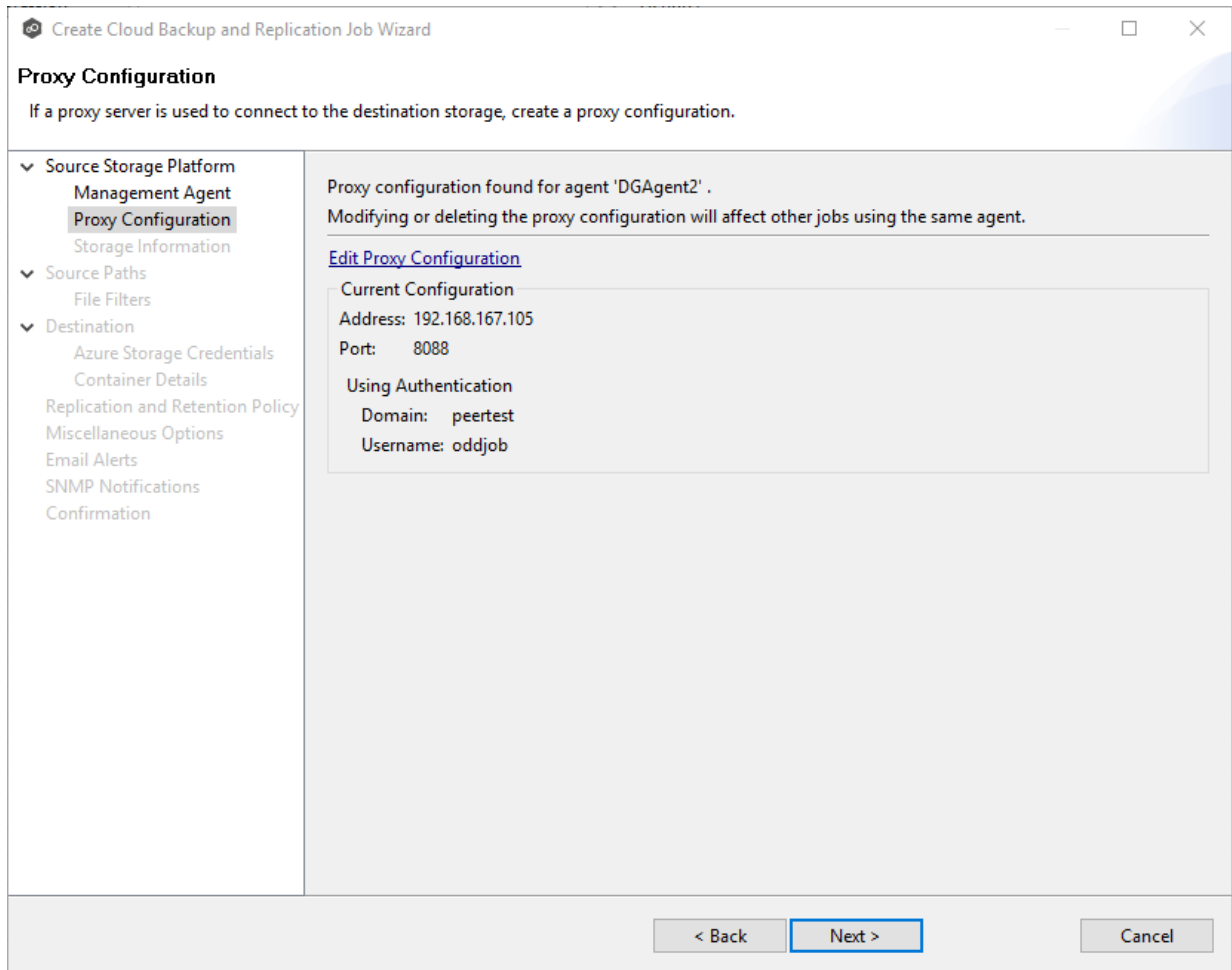 Create Cloud Backup and Replication Job Wizard
Proxy Configuration
If a proxy server is used to connect to the destination storage, create a proxy configuration.
Source Storage Platform
Management Agent
Proxy Configuration
Storage Information
Source Paths
File Filters
Destination
Azure Storage Credentials
Container Details
Replication and Retention Policy
Miscellaneous Options
Email Alerts
SNMP Notifications
Confirmation
Proxy configuration found for agent 'DGAgent2' .
Modifying or deleting the proxy configuration will affect other jobs using the same agent.
Edit Proxy Configuration
Current Configuration
Address: 192.168.167.105
Port: 8088
Using Authentication
Domain: peertest
Username: oddjob
< Back Next > Cancel